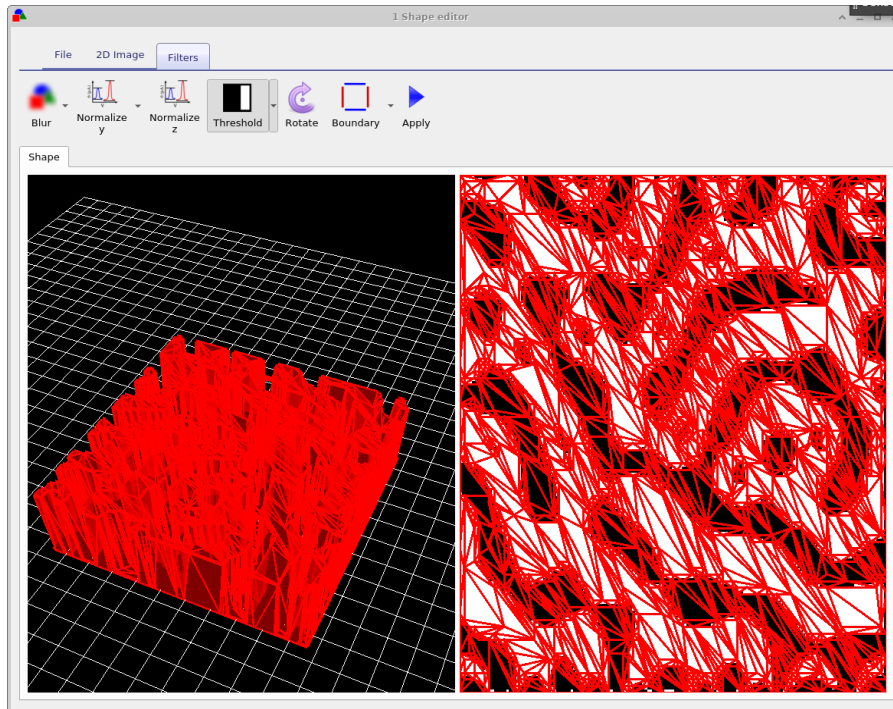 1 Shape editor
File 2D Image Filters
Blur Normalize y Normalize z Threshold Rotate Boundary Apply
Shape